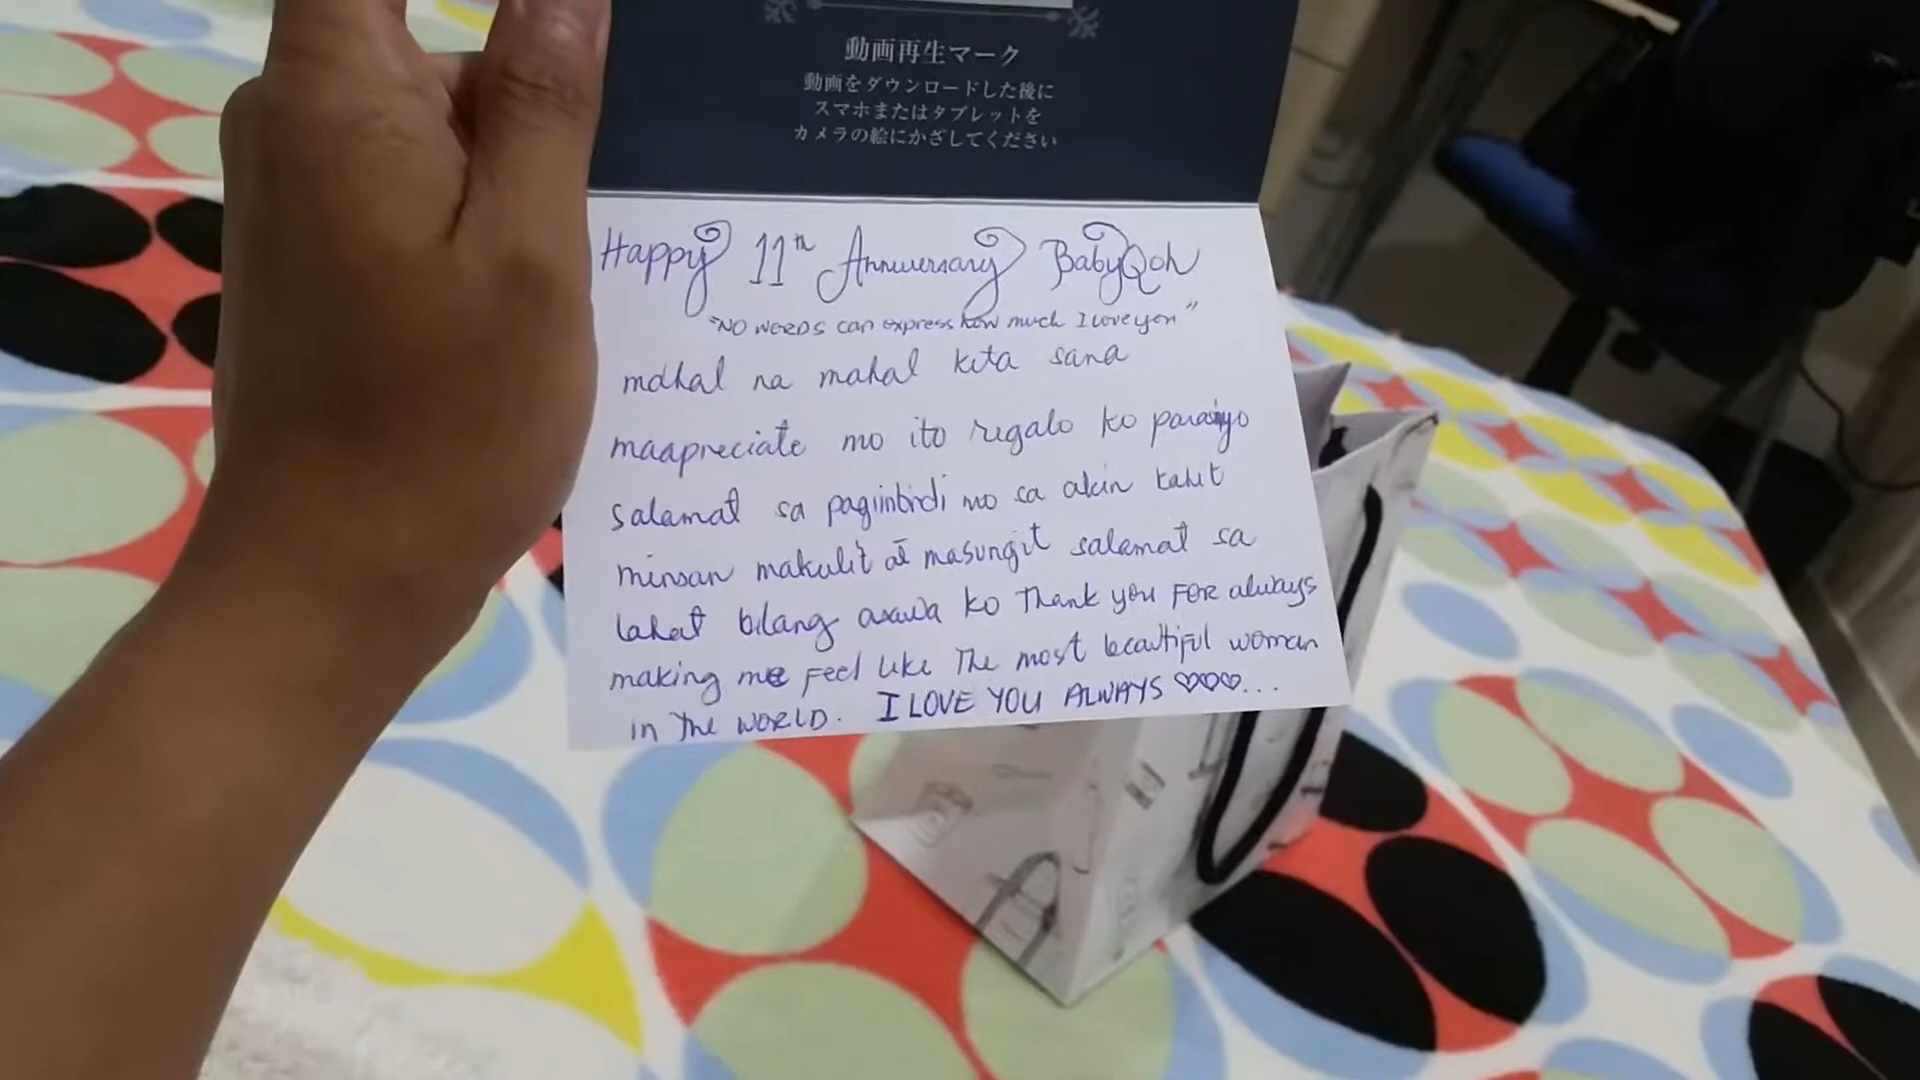 動画再生マーク
動画をダウンロードした後に
スマホまたはタブレットを
カメラの絵にかざしてください
Happy 11th Anniversary BabyQoh
"NO WORDS can express how much I love you"
mahal na mahal kita sana
maapreciate mo ito regalo ko paraiyo
salamat sa pagiintindi mo sa akin kahit
minsan makulit at masungit salamat sa
lahat bilang asawa ko Thank you FOR always
making me Feel Like The most beautiful woman
in The WORLD. I LOVE YOU ALWAYS ♡♡♡...